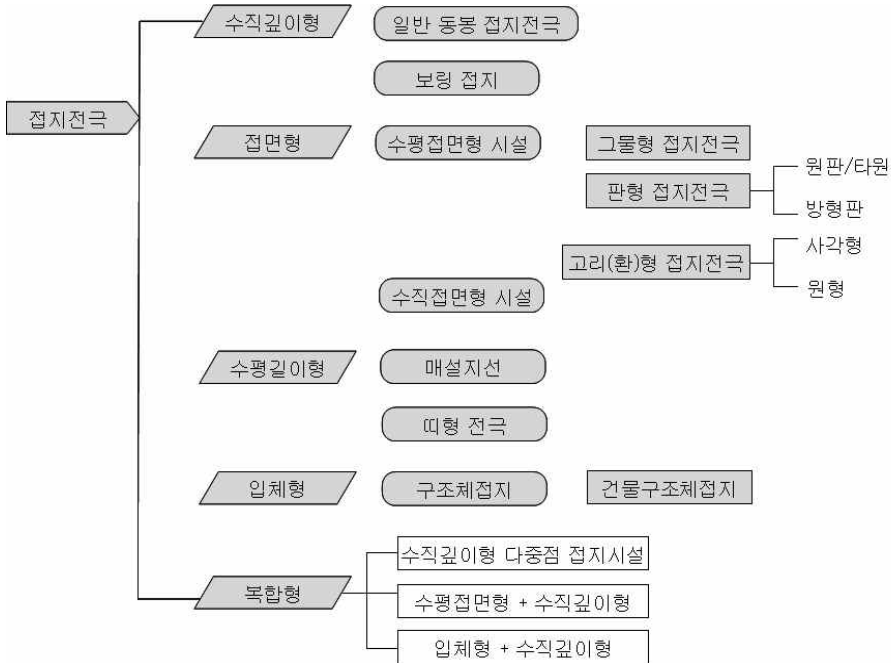 수직깊이형
일반 동봉 접지전극
보링 접지
접지전극
접면형
수평접면형 시설
그물형 접지전극
판형 접지전극
원판/타원
방형판
고리(환)형 접지전극
사각형
원형
수직접면형 시설
수평길이형
매설지선
띠형 전극
입체형
구조체접지
건물구조체접지
복합형
수직깊이형 다중점 접지시설
수평접면형 + 수직깊이형
입체형 + 수직깊이형